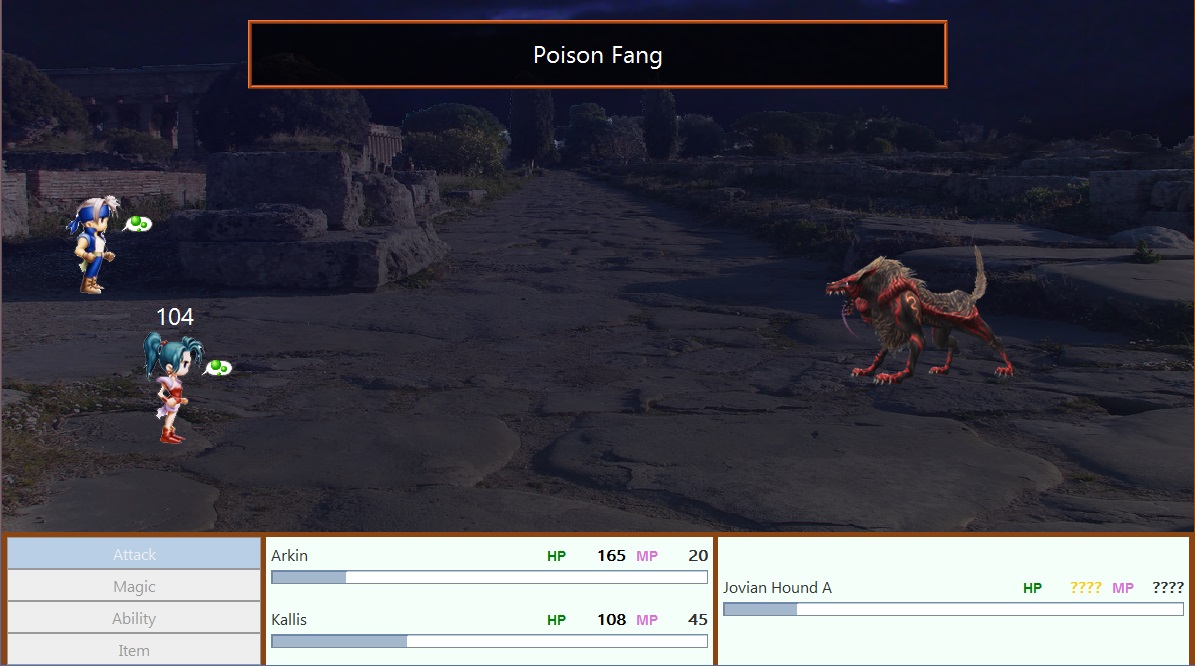 Poison Fang
104
Attack
Magic
Ability
Item
Arkin HP 165 MP 20
Kallis HP 108 MP 45
Jovian Hound A HP ???? MP ????